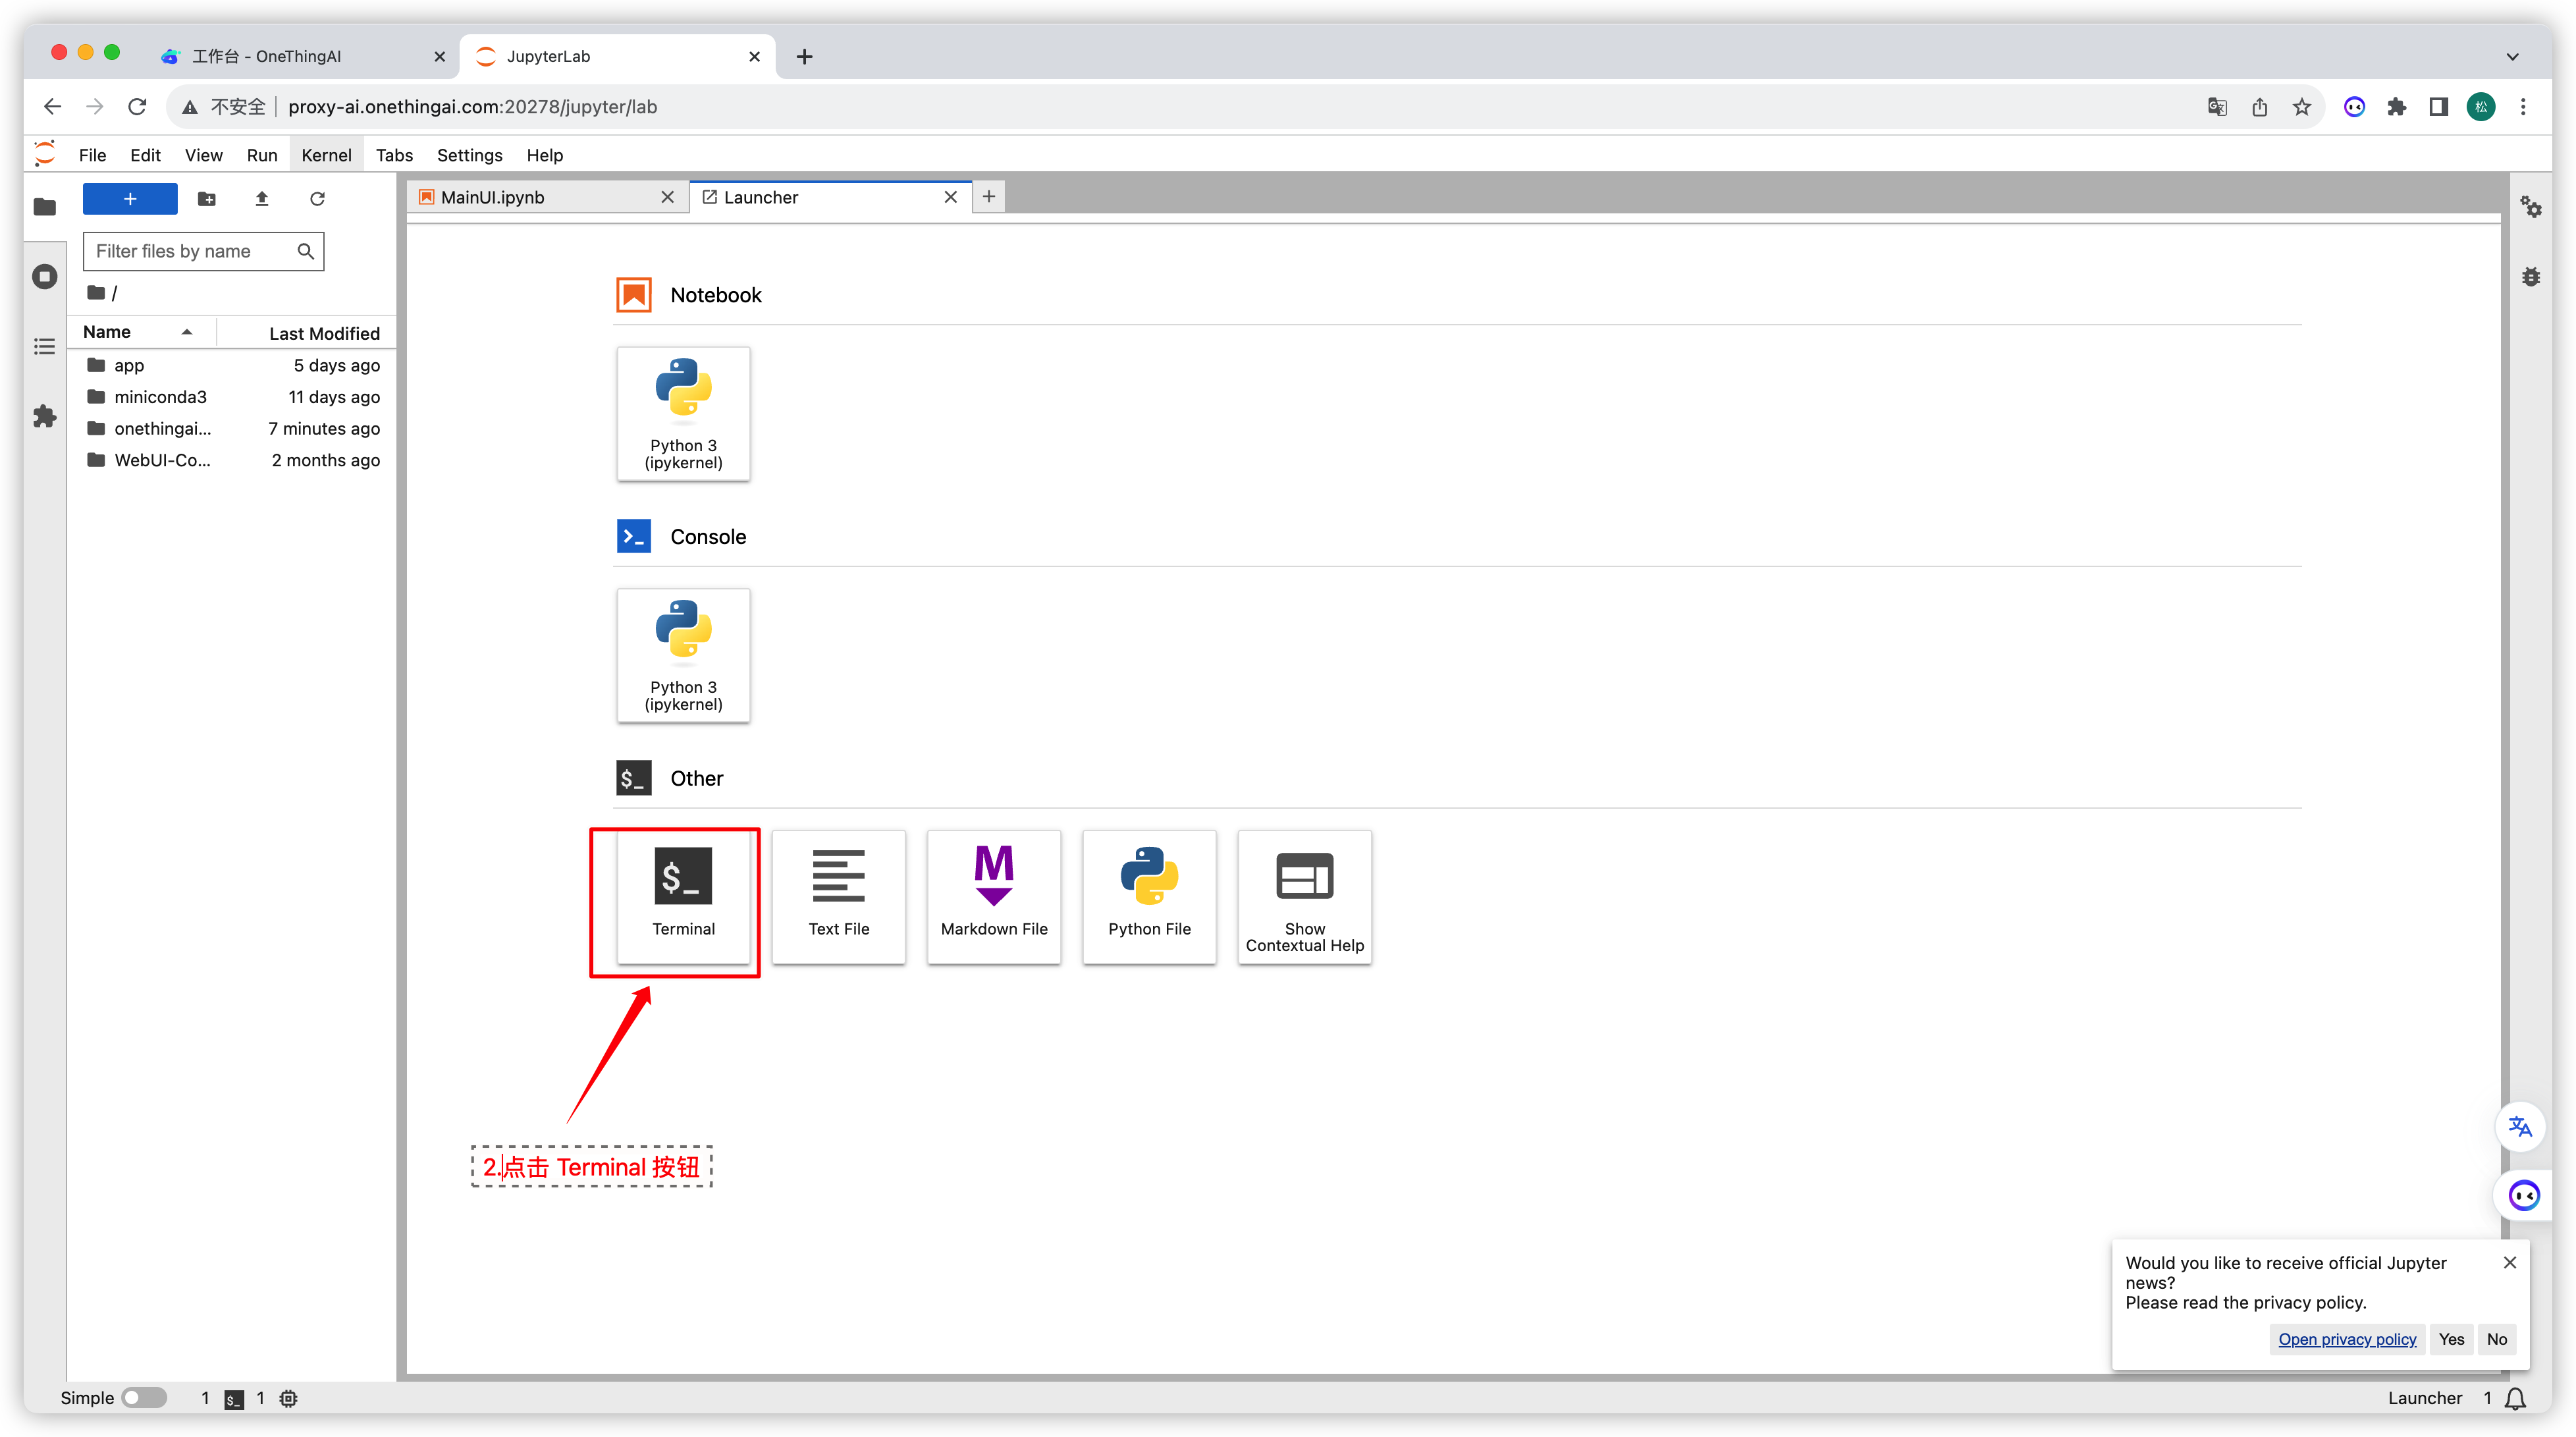 工作台 - OneThingAI
JupyterLab
不安全
proxy-ai.onethingai.com:20278/jupyter/lab
松
File Edit View Run Kernel Tabs Settings Help
MainUI.ipynb
Launcher
Filter files by name
/
Name Last Modified
app 5 days ago
miniconda3 11 days ago
onethingai... 7 minutes ago
WebUI-Co... 2 months ago
Notebook
Python 3
(ipykernel)
Console
Python 3
(ipykernel)
$_ Other
$_
Terminal
Text File
M
Markdown File
Python File
Show
Contextual Help
2.点击 Terminal 按钮
Would you like to receive official Jupyter
news?
Please read the privacy policy.
Open privacy policy Yes No
Simple 1 $_ 1
Launcher 1